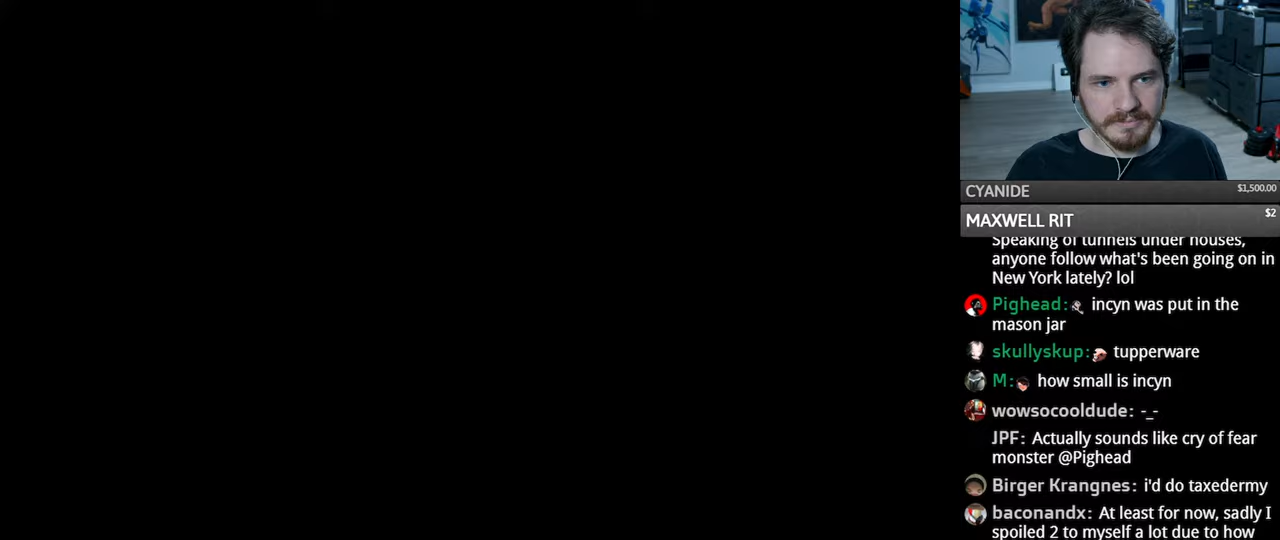 CYANIDE $1,500.00
MAXWELL RIT $2
Speaking of tunnels under houses,
anyone follow what's been going on in
New York lately? lol
Pighead: incyn was put in the
mason jar
skullyskup: tupperware
M: how small is incyn
wowsocooldude: -_-
JPF: Actually sounds like cry of fear
monster @Pighead
Birger Krangnes: i'd do taxedermy
baconandx: At least for now, sadly I
spoiled 2 to myself a lot due to how